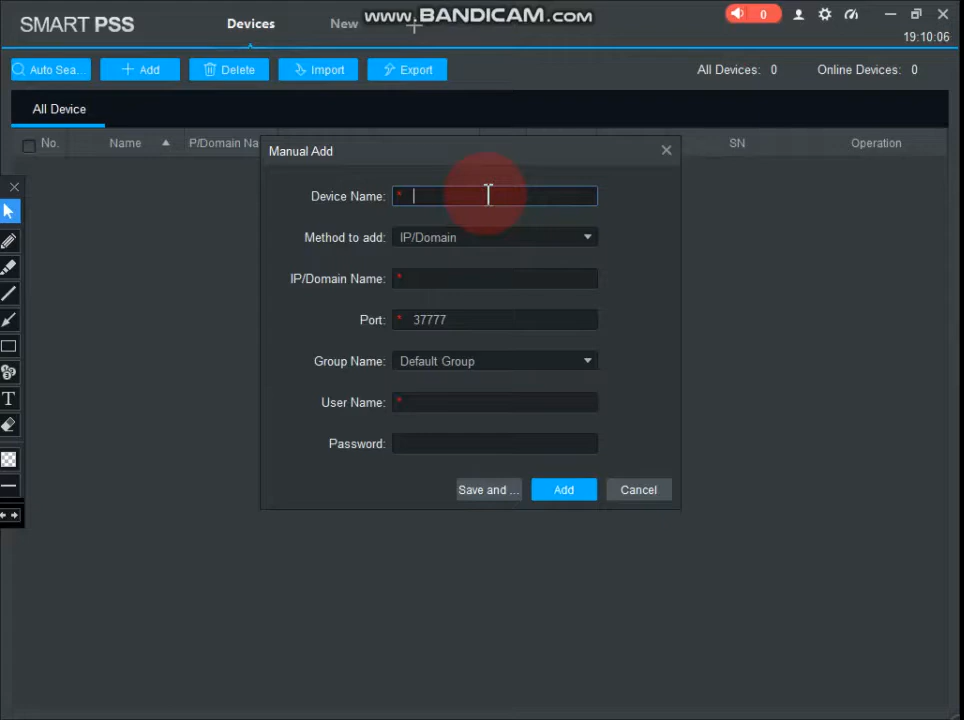 SMART PSS
Devices
New
www.BANDICAM.com
0
19:10:06
Auto Sea..
Add
Delete
Import
Export
All Devices: 0
Online Devices: 0
All Device
No.
Name
P/Domain Na
SN
Operation
Manual Add
Device Name: *
Method to add: IP/Domain
IP/Domain Name: *
Port: * 37777
Group Name: Default Group
User Name: *
Password:
Save and ...
Add
Cancel
T